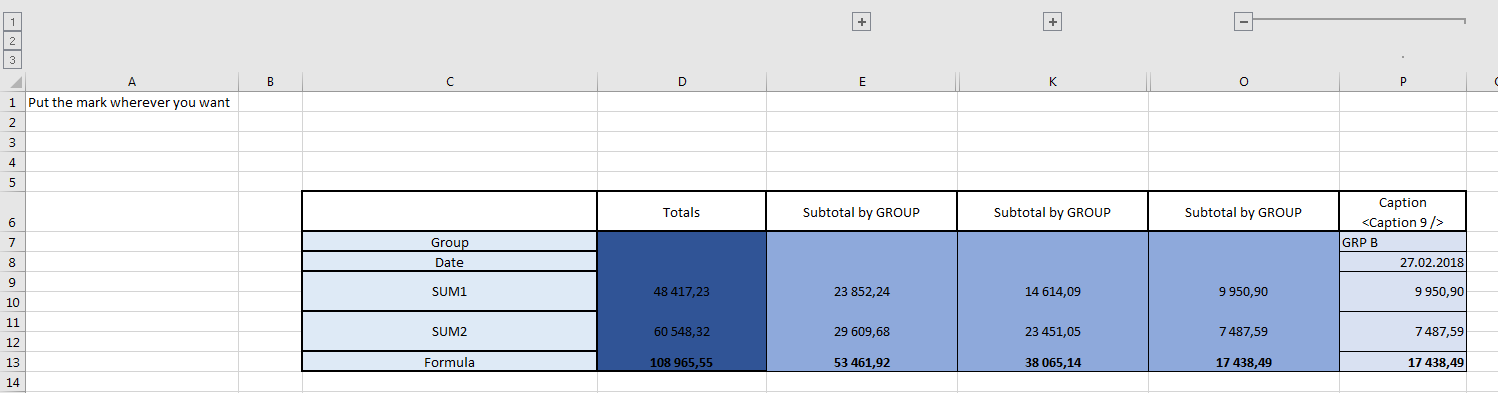 1
2
3
+ + −
A B C D E K O P
1 Put the mark wherever you want
2
3
4
5
6 Totals Subtotal by GROUP Subtotal by GROUP Subtotal by GROUP Caption
<Caption 9 />
7 Group GRP B
8 Date 27.02.2018
9 SUM1 48 417,23 23 852,24 14 614,09 9 950,90 9 950,90
10
11 SUM2 60 548,32 29 609,68 23 451,05 7 487,59 7 487,59
12
13 Formula 108 965,55 53 461,92 38 065,14 17 438,49 17 438,49
14